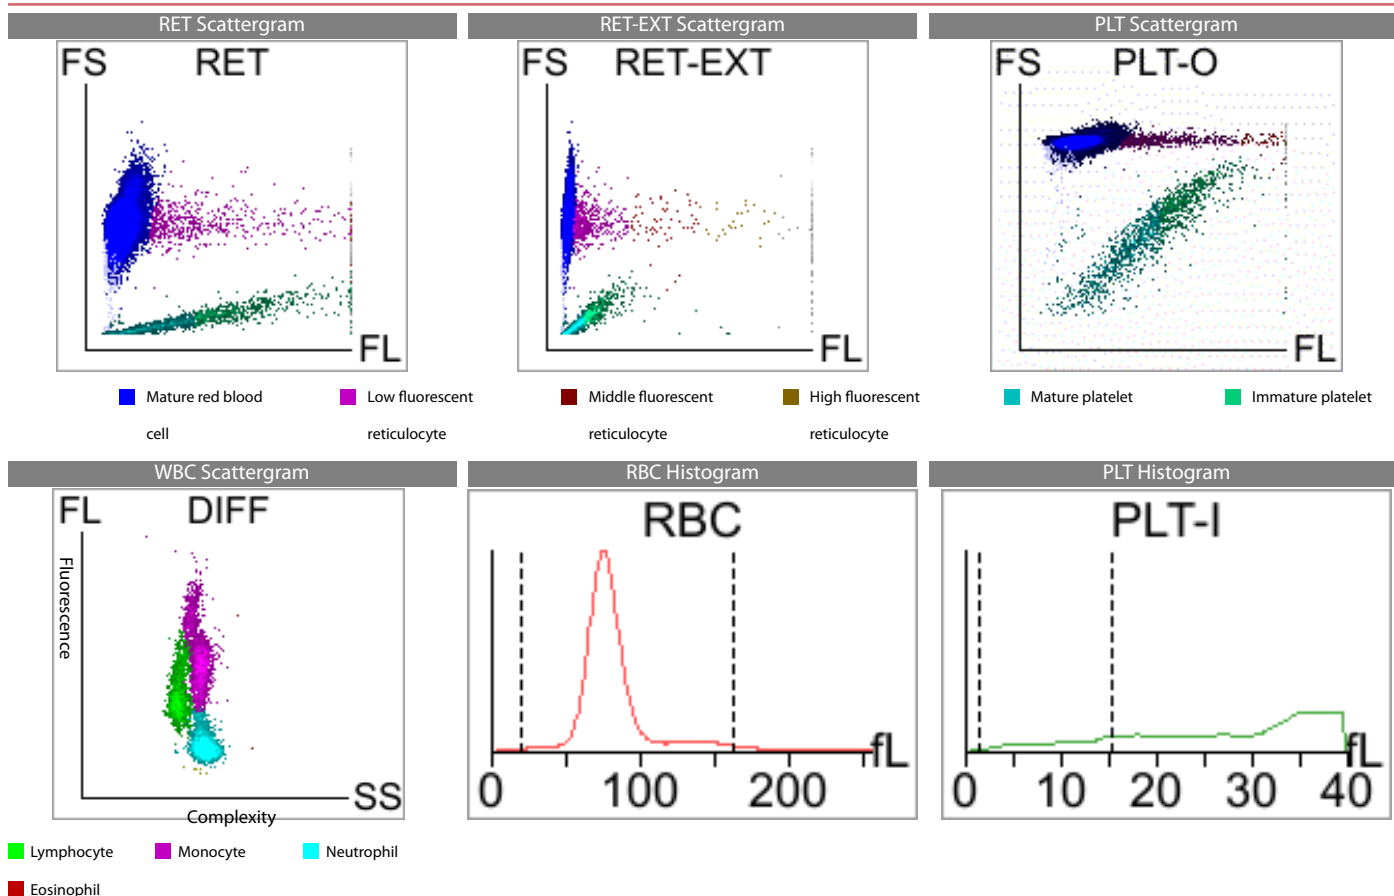 RET Scattergram
RET-EXT Scattergram
PLT Scattergram
FS RET
FL
FS RET-EXT
FL
FS PLT-O
FL
Mature red blood
cell
Low fluorescent
reticulocyte
Middle fluorescent
reticulocyte
High fluorescent
reticulocyte
Mature platelet
Immature platelet
WBC Scattergram
RBC Histogram
PLT Histogram
FL DIFF
Fluorescence
SS
Complexity
RBC
fL
0 100 200
PLT-I
fL
0 10 20 30 40
Lymphocyte
Monocyte
Neutrophil
Eosinophil